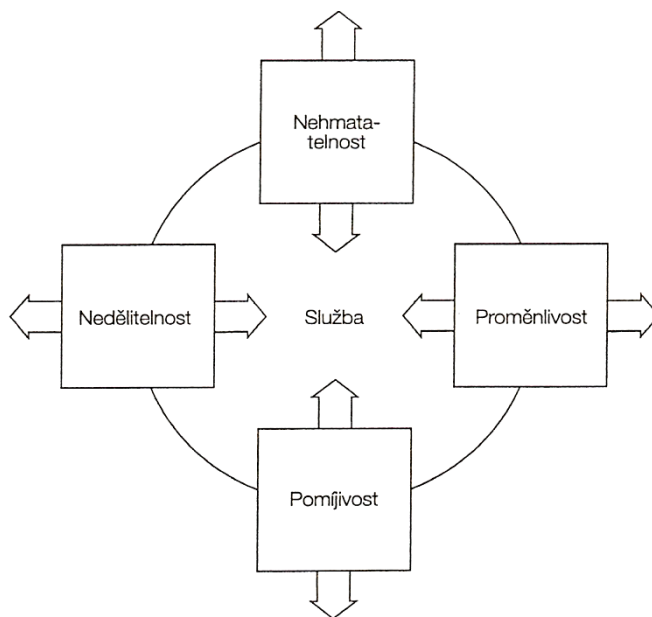 Nehmata-
telnost
Nedělitelnost
Služba
Proměnlivost
Pomíjivost